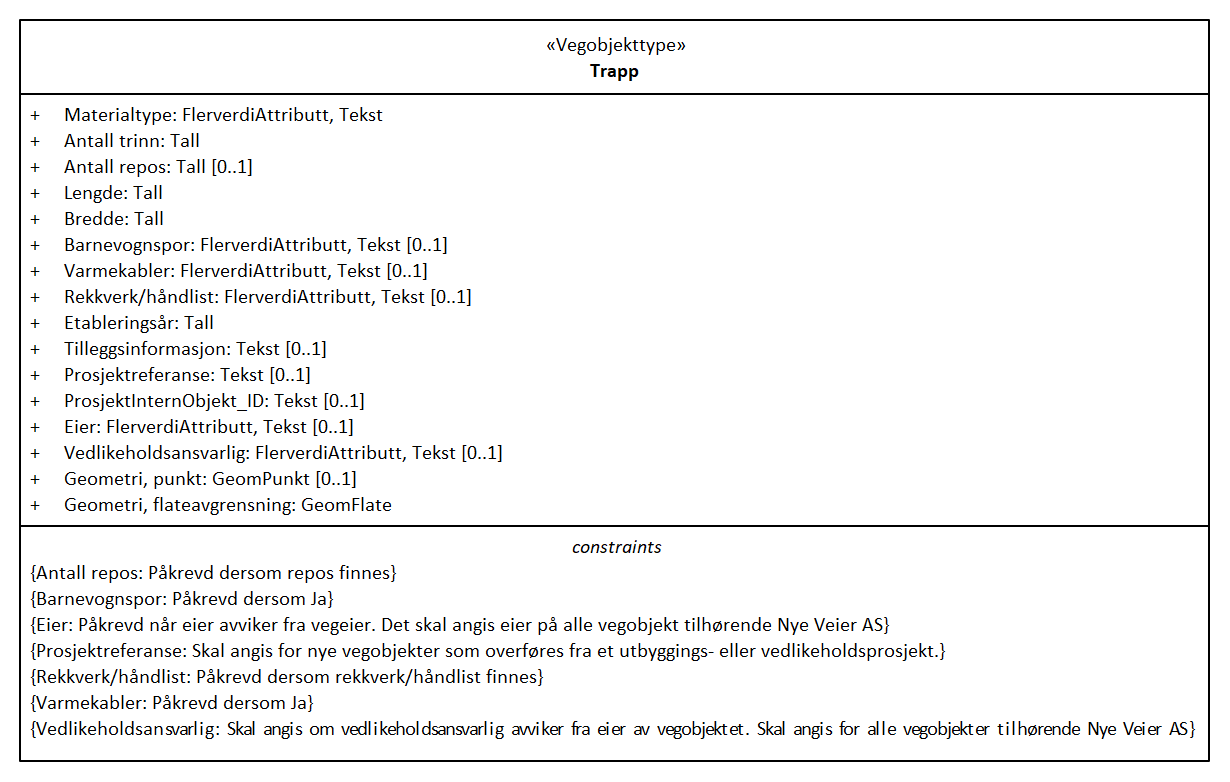 «Vegobjekttype»
Trapp
+ Materialtype: FlerverdiAttributt, Tekst
+ Antall trinn: Tall
+ Antall repos: Tall [0..1]
+ Lengde: Tall
+ Bredde: Tall
+ Barnevognspor: FlerverdiAttributt, Tekst [0..1]
+ Varmekabler: FlerverdiAttributt, Tekst [0..1]
+ Rekkverk/håndlist: FlerverdiAttributt, Tekst [0..1]
+ Etableringsår: Tall
+ Tilleggsinformasjon: Tekst [0..1]
+ Prosjektreferanse: Tekst [0..1]
+ ProsjektInternObjekt_ID: Tekst [0..1]
+ Eier: FlerverdiAttributt, Tekst [0..1]
+ Vedlikeholdsansvarlig: FlerverdiAttributt, Tekst [0..1]
+ Geometri, punkt: GeomPunkt [0..1]
+ Geometri, flateavgrensning: GeomFlate
constraints
{Antall repos: Påkrevd dersom repos finnes}
{Barnevognspor: Påkrevd dersom Ja}
{Eier: Påkrevd når eier avviker fra vegeier. Det skal angis eier på alle vegobjekt tilhørende Nye Veier AS}
{Prosjektreferanse: Skal angis for nye vegobjekter som overføres fra et utbyggings- eller vedlikeholdsprosjekt.}
{Rekkverk/håndlist: Påkrevd dersom rekkverk/håndlist finnes}
{Varmekabler: Påkrevd dersom Ja}
{Vedlikeholdsansvarlig: Skal angis om vedlikeholdsansvarlig avviker fra eier av vegobjektet. Skal angis for alle vegobjekter tilhørende Nye Veier AS}